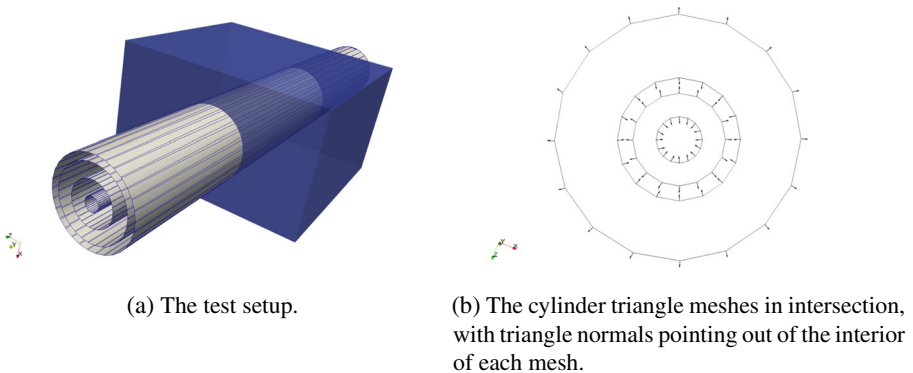 (a) The test setup.
(b) The cylinder triangle meshes in intersection,
with triangle normals pointing out of the interior
of each mesh.